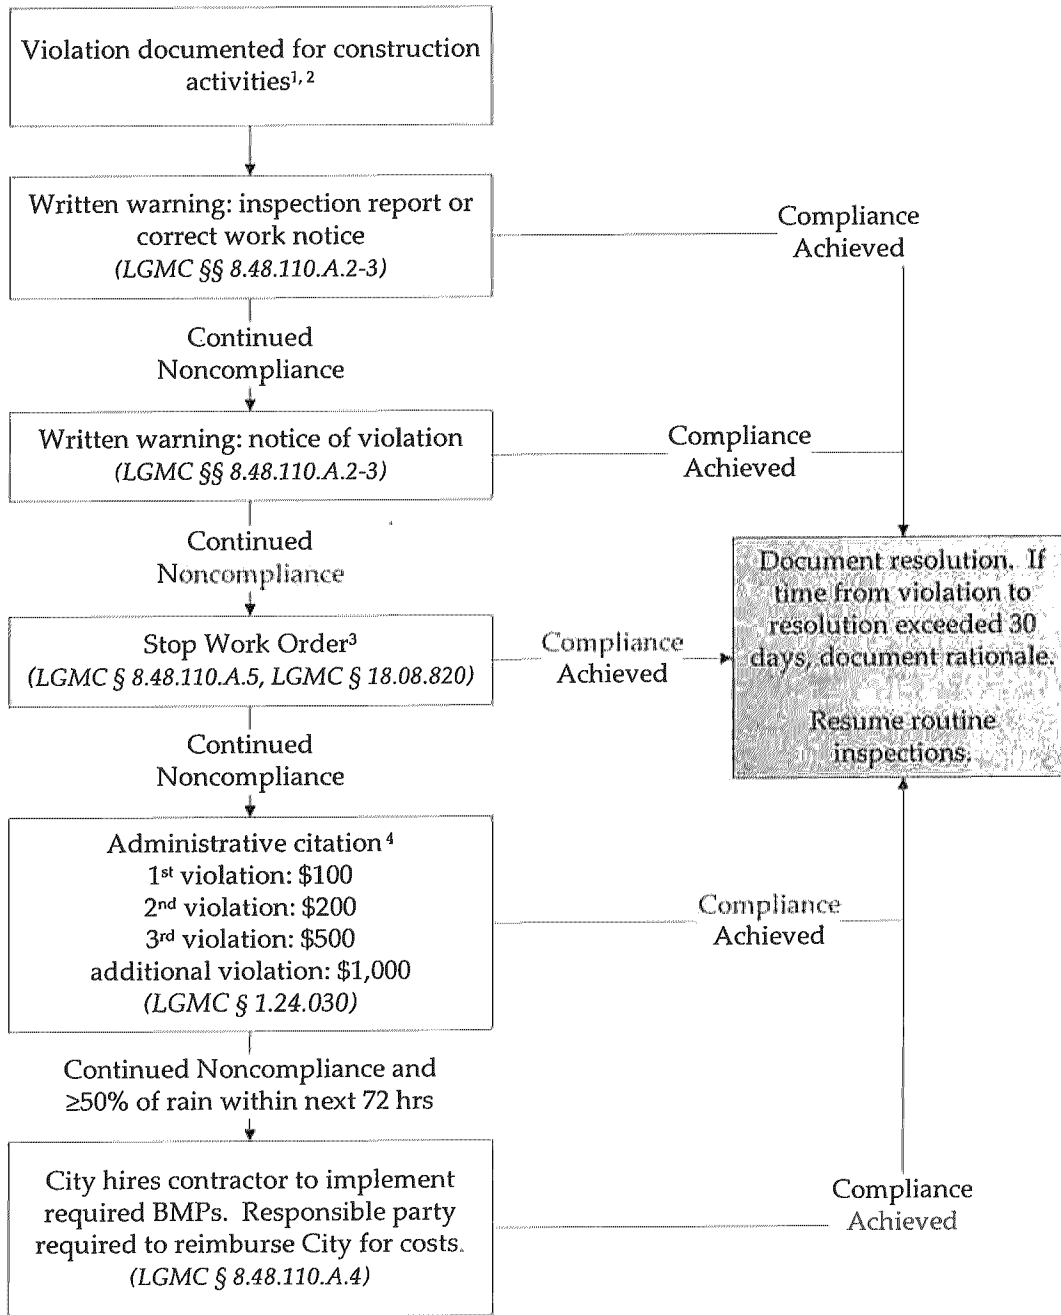 Violation documented for construction
activities¹, ²
Written warning: inspection report or
correct work notice
(LGMC §§ 8.48.110.A.2-3)
Compliance
Achieved
Continued
Noncompliance
Written warning: notice of violation
(LGMC §§ 8.48.110.A.2-3)
Compliance
Achieved
Continued
Noncompliance
Stop Work Order³
(LGMC § 8.48.110.A.5, LGMC § 18.08.820)
Compliance
Achieved
Document resolution. If
time from violation to
resolution exceeded 30
days, document rationale.
Resume routine
inspections.
Continued
Noncompliance
Administrative citation ⁴
1st violation: $100
2nd violation: $200
3rd violation: $500
additional violation: $1,000
(LGMC § 1.24.030)
Compliance
Achieved
Continued Noncompliance and
≥50% of rain within next 72 hrs
City hires contractor to implement
required BMPs. Responsible party
required to reimburse City for costs.
(LGMC § 8.48.110.A.4)
Compliance
Achieved